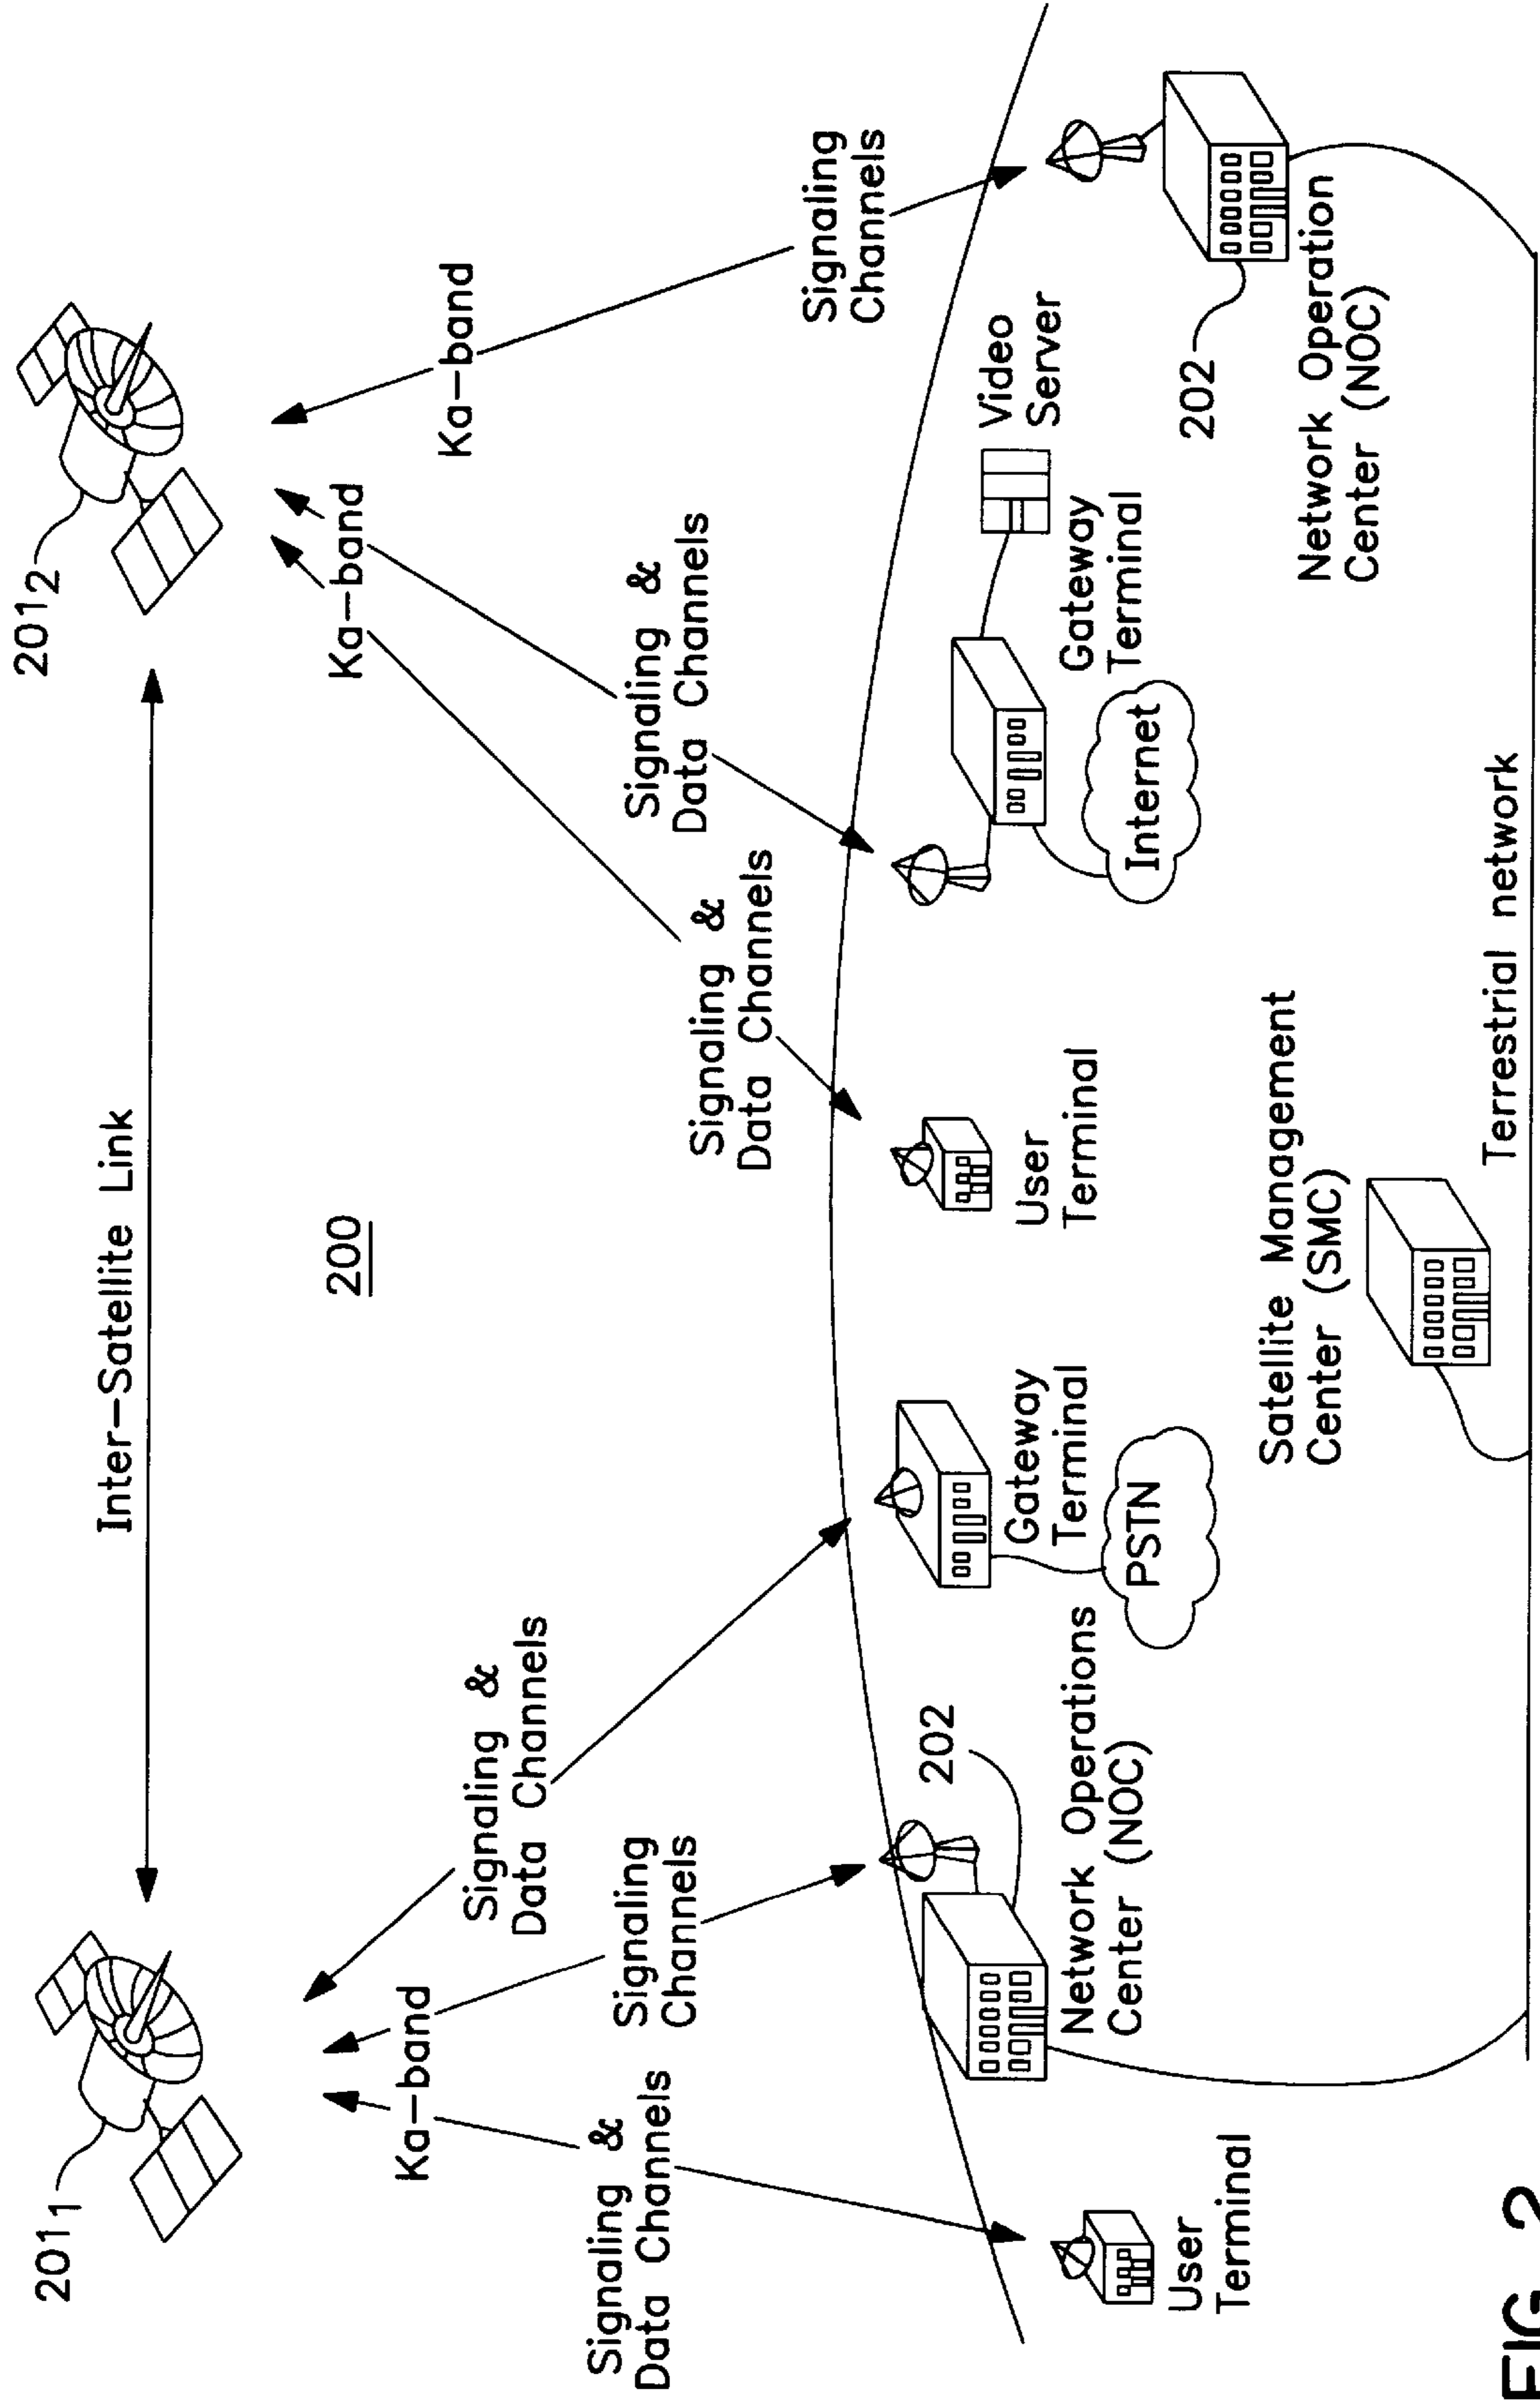 Inter-Satellite Link
201₁
201₂
200
Ka-band
Ka-band
Ka-band
Signaling &
Data Channels
Signaling
Channels
Signaling &
Data Channels
Signaling &
Data Channels
Signaling &
Data Channels
Signaling
Channels
User
Terminal
202
Network Operations
Center (NOC)
Gateway
Terminal
PSTN
User
Terminal
Gateway
Terminal
Internet
Video
Server
202
Network Operation
Center (NOC)
Satellite Management
Center (SMC)
Terrestrial network
FIG. 2